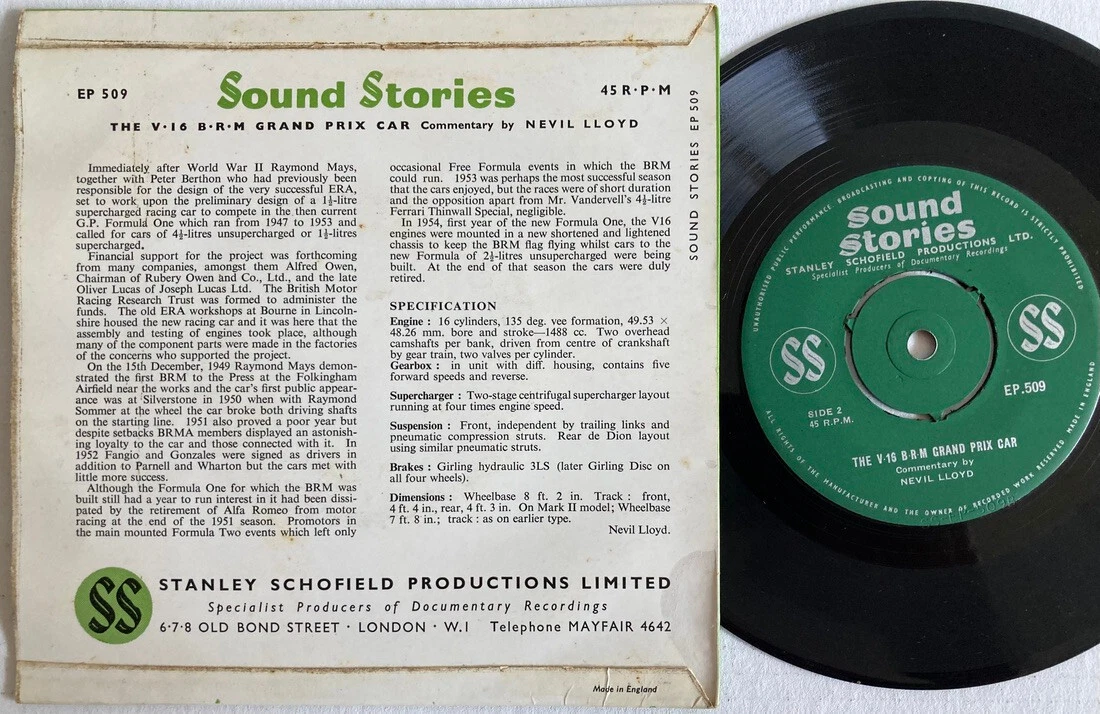 EP 509
Sound Stories
45 R·P·M
THE V·16 B·R·M GRAND PRIX CAR Commentary by NEVIL LLOYD
Immediately after World War II Raymond Mays,
together with Peter Berthon who had previously been
responsible for the design of the very successful ERA,
set to work upon the preliminary design of a 1½-litre
supercharged racing car to compete in the then current
G.P. Formula One which ran from 1947 to 1953 and
called for cars of 4½-litres unsupercharged or 1½-litres
supercharged.
Financial support for the project was forthcoming
from many companies, amongst them Alfred Owen,
Chairman of Rubery Owen and Co., Ltd., and the late
Oliver Lucas of Joseph Lucas Ltd. The British Motor
Racing Research Trust was formed to administer the
funds. The old ERA workshops at Bourne in Lincoln-
shire housed the new racing car and it was here that the
assembly and testing of engines took place, although
many of the component parts were made in the factories
of the concerns who supported the project.
On the 15th December, 1949 Raymond Mays demon-
strated the first BRM to the Press at the Folkingham
Airfield near the works and the car's first public appear-
ance was at Silverstone in 1950 when with Raymond
Sommer at the wheel the car broke both driving shafts
on the starting line. 1951 also proved a poor year but
despite setbacks BRMA members displayed an astonish-
ing loyalty to the car and those connected with it. In
1952 Fangio and Gonzales were signed as drivers in
addition to Parnell and Wharton but the cars met with
little more success.
Although the Formula One for which the BRM was
built still had a year to run interest in it had been dissi-
pated by the retirement of Alfa Romeo from motor
racing at the end of the 1951 season. Promotors in
the main mounted Formula Two events which left only
occasional Free Formula events in which the BRM
could run. 1953 was perhaps the most successful season
that the cars enjoyed, but the races were of short duration
and the opposition apart from Mr. Vandervell's 4½-litre
Ferrari Thinwall Special, negligible.
In 1954, first year of the new Formula One, the V16
engines were mounted in a new shortened and lightened
chassis to keep the BRM flag flying whilst cars to the
new Formula of 2½-litres unsupercharged were being
built. At the end of that season the cars were duly
retired.
SPECIFICATION
Engine : 16 cylinders, 135 deg. vee formation, 49.53 ×
48.26 mm. bore and stroke—1488 cc. Two overhead
camshafts per bank, driven from centre of crankshaft
by gear train, two valves per cylinder.
Gearbox : in unit with diff. housing, contains five
forward speeds and reverse.
Supercharger : Two-stage centrifugal supercharger layout
running at four times engine speed.
Suspension : Front, independent by trailing links and
pneumatic compression struts. Rear de Dion layout
using similar pneumatic struts.
Brakes : Girling hydraulic 3LS (later Girling Disc on
all four wheels).
Dimensions : Wheelbase 8 ft. 2 in. Track : front,
4 ft. 4 in., rear, 4 ft. 3 in. On Mark II model; Wheelbase
7 ft. 8 in.; track : as on earlier type.
Nevil Lloyd.
SS
STANLEY SCHOFIELD PRODUCTIONS LIMITED
Specialist Producers of Documentary Recordings
6·7·8 OLD BOND STREET · LONDON · W.1 Telephone MAYFAIR 4642
Made in England
SOUND STORIES EP 509
UNAUTHORISED PUBLIC PERFORMANCE, BROADCASTING AND COPYING OF THIS RECORD IS STRICTLY PROHIBITED
Sound
Stories
STANLEY SCHOFIELD PRODUCTIONS LTD.
Specialist Producers of Documentary Recordings
SS
SS
EP.509
SIDE 2
45 R.P.M.
THE V·16 B·R·M GRAND PRIX CAR
Commentary by
NEVIL LLOYD
ALL RIGHTS OF THE MANUFACTURER AND THE OWNER OF RECORDED WORK RESERVED MADE IN ENGLAND